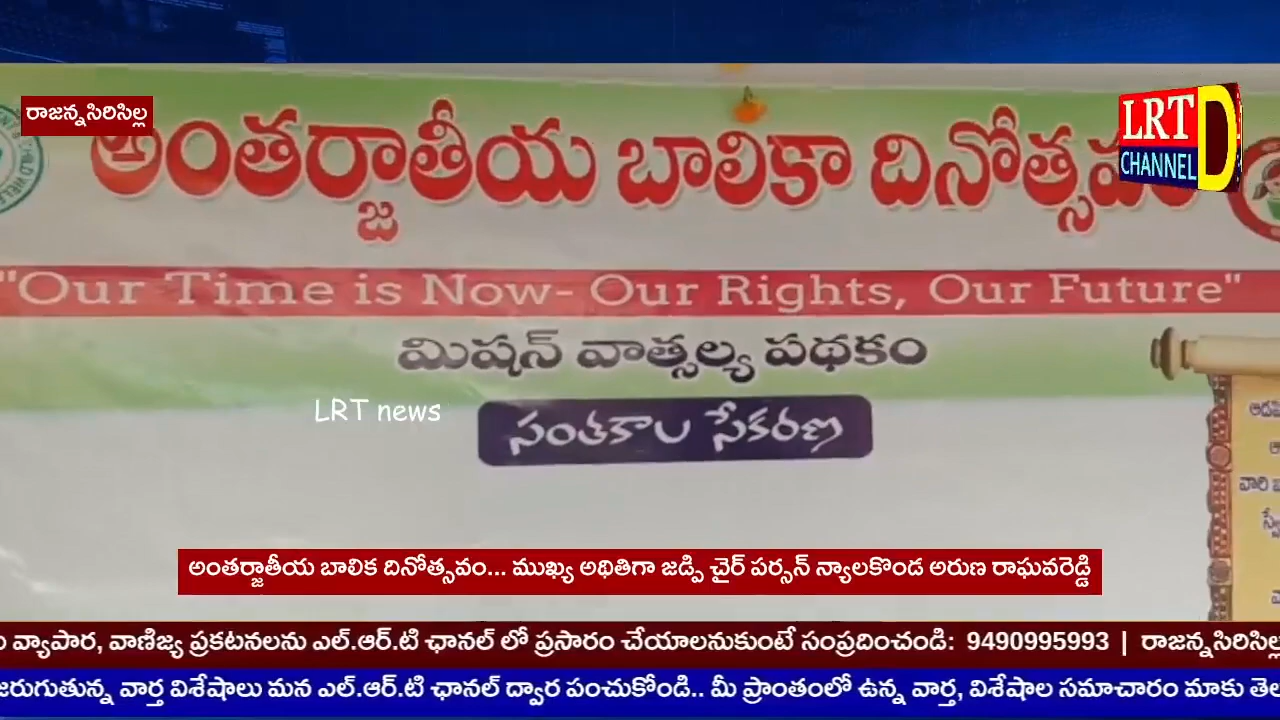 రాజన్నసిరిసిల్ల
LRT
CHANNEL
D
అంతర్జాతీయ బాలికా దినోత్సవం
"Our Time is Now- Our Rights, Our Future"
మిషన్ వాత్సల్య పథకం
LRT news
సంతకాల సేకరణ
వారి
అంతర్జాతీయ బాలిక దినోత్సవం... ముఖ్య అథితిగా జడ్పి చైర్ పర్సన్ న్యాలకొండ అరుణ రాఘవరెడ్డి
వ్యాపార, వాణిజ్య ప్రకటనలను ఎల్.ఆర్.టి ఛానల్ లో ప్రసారం చేయాలనుకుంటే సంప్రదించండి: 9490995993 | రాజన్నసిరిసిల్ల
జరుగుతున్న వార్త విశేషాలు మన ఎల్.ఆర్.టి ఛానల్ ద్వార పంచుకోండి.. మీ ప్రాంతంలో ఉన్న వార్త, విశేషాల సమాచారం మాకు తెల